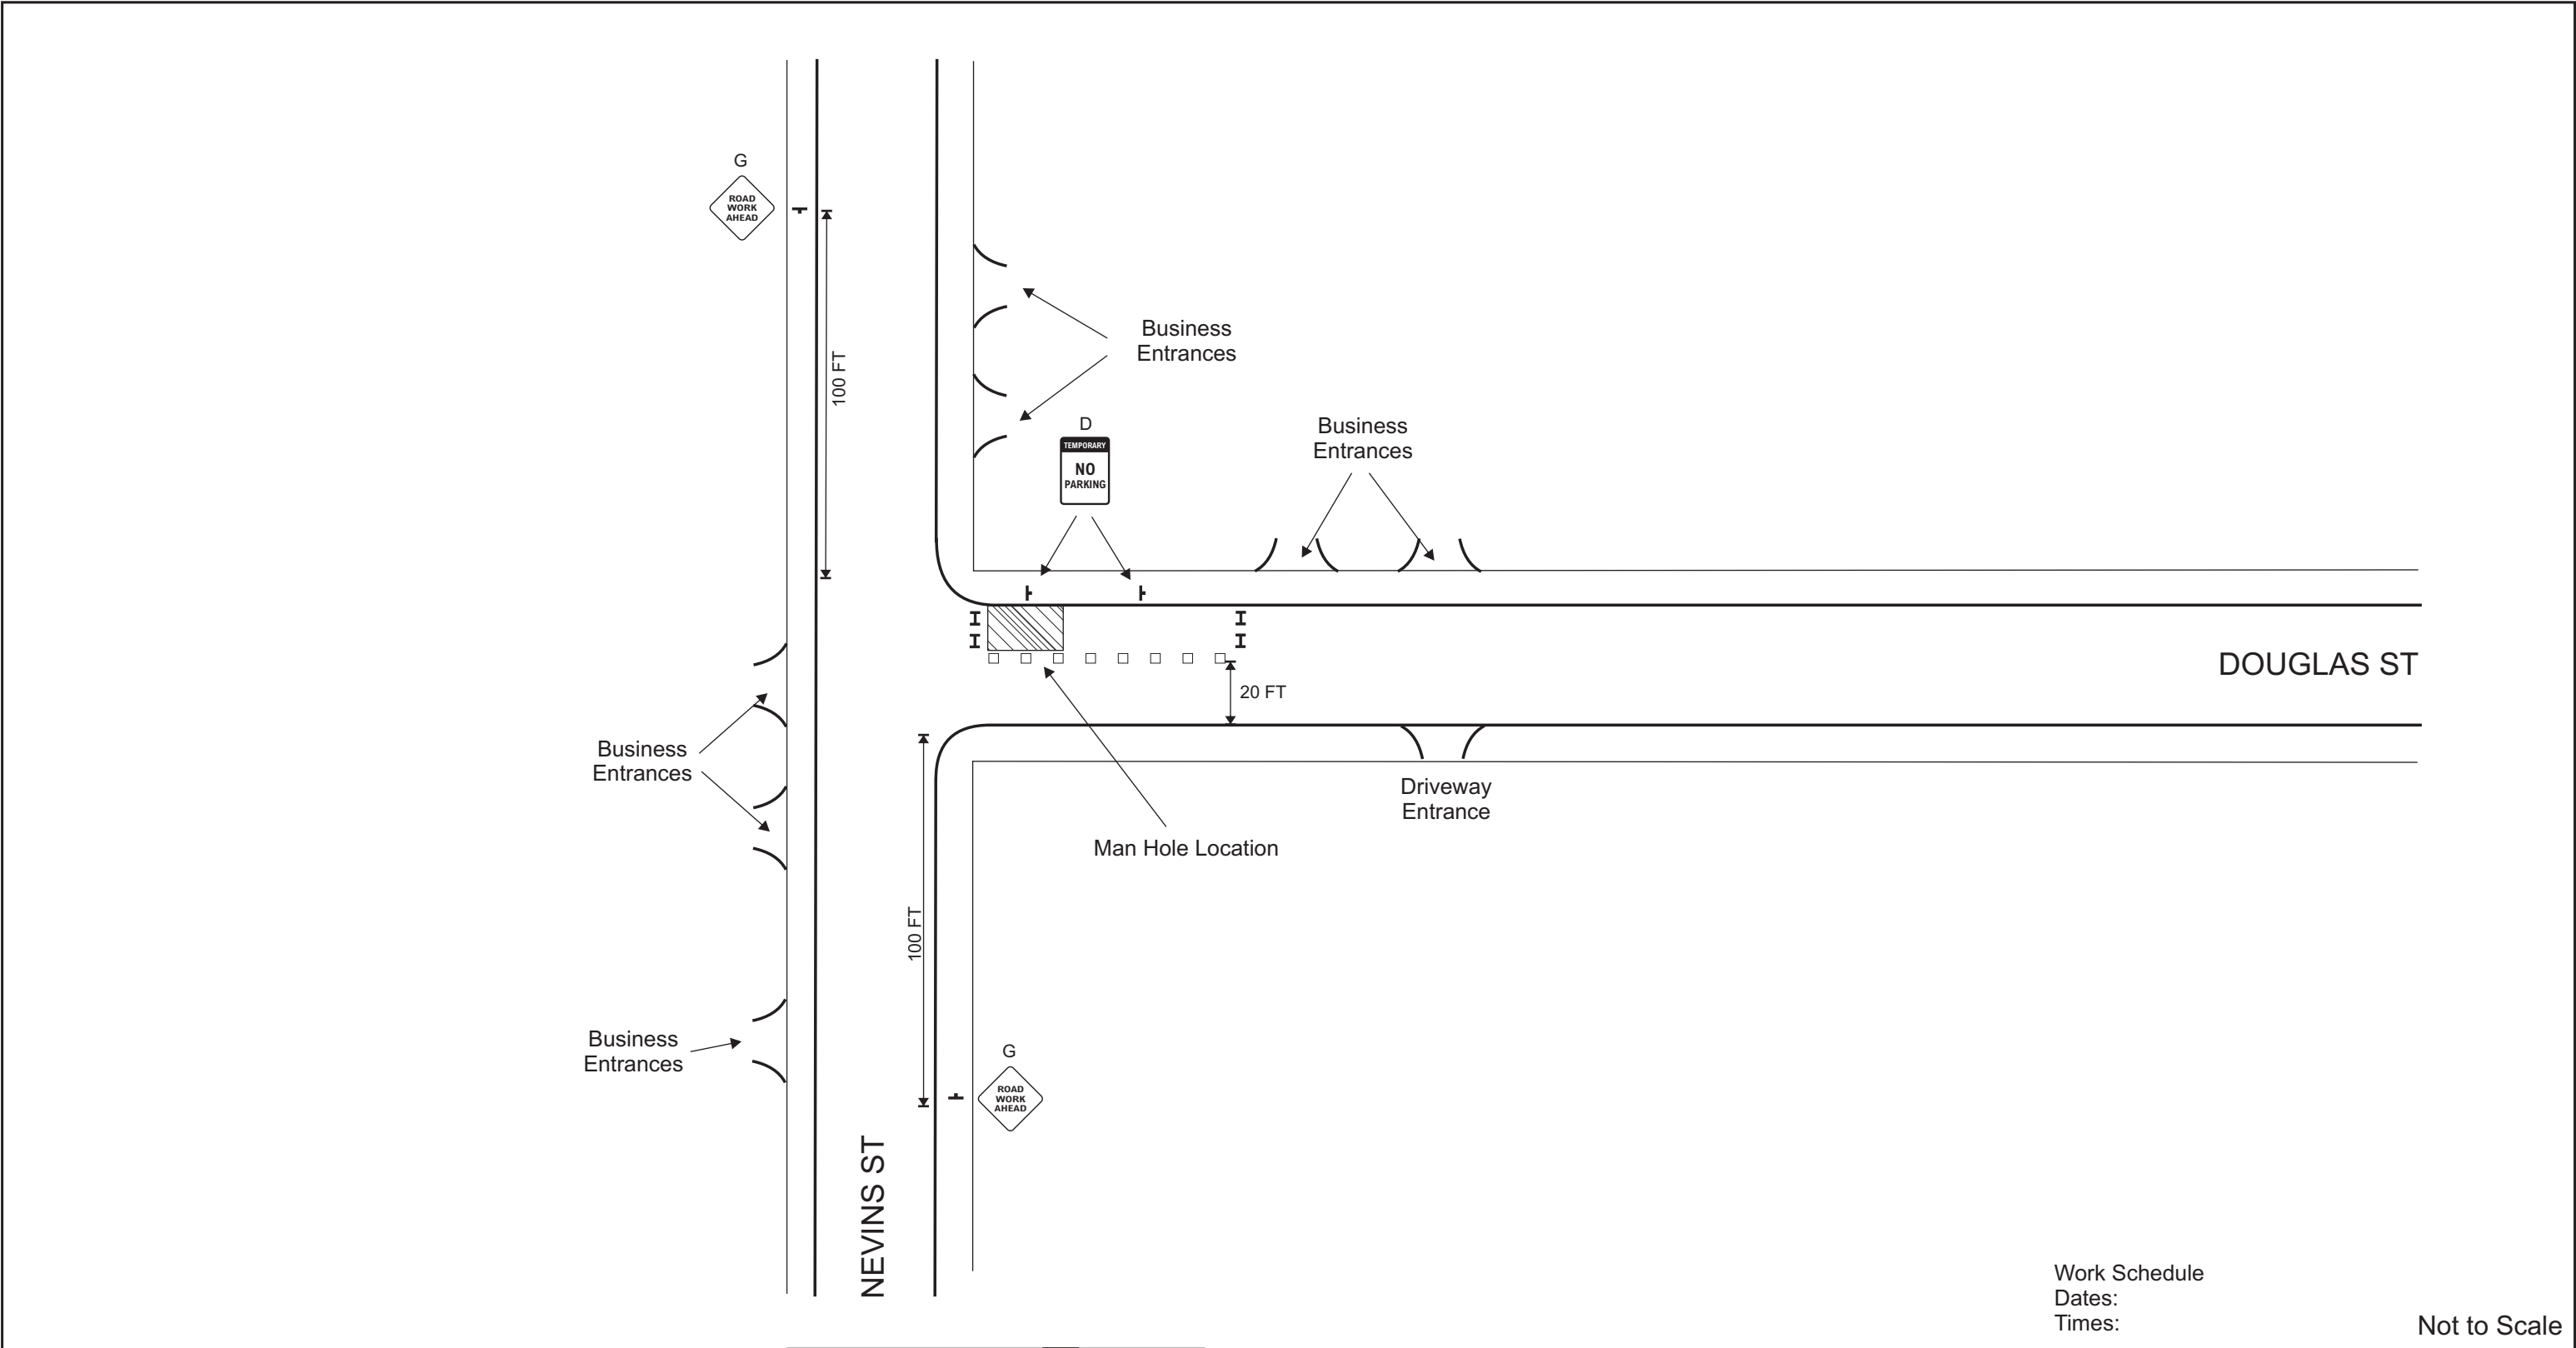 G
ROAD
WORK
AHEAD
100 FT
Business
Entrances
D
TEMPORARY
NO
PARKING
Business
Entrances
DOUGLAS ST
20 FT
Business
Entrances
Driveway
Entrance
Man Hole Location
100 FT
Business
Entrances
G
ROAD
WORK
AHEAD
NEVINS ST
Work Schedule
Dates:
Times:
Not to Scale